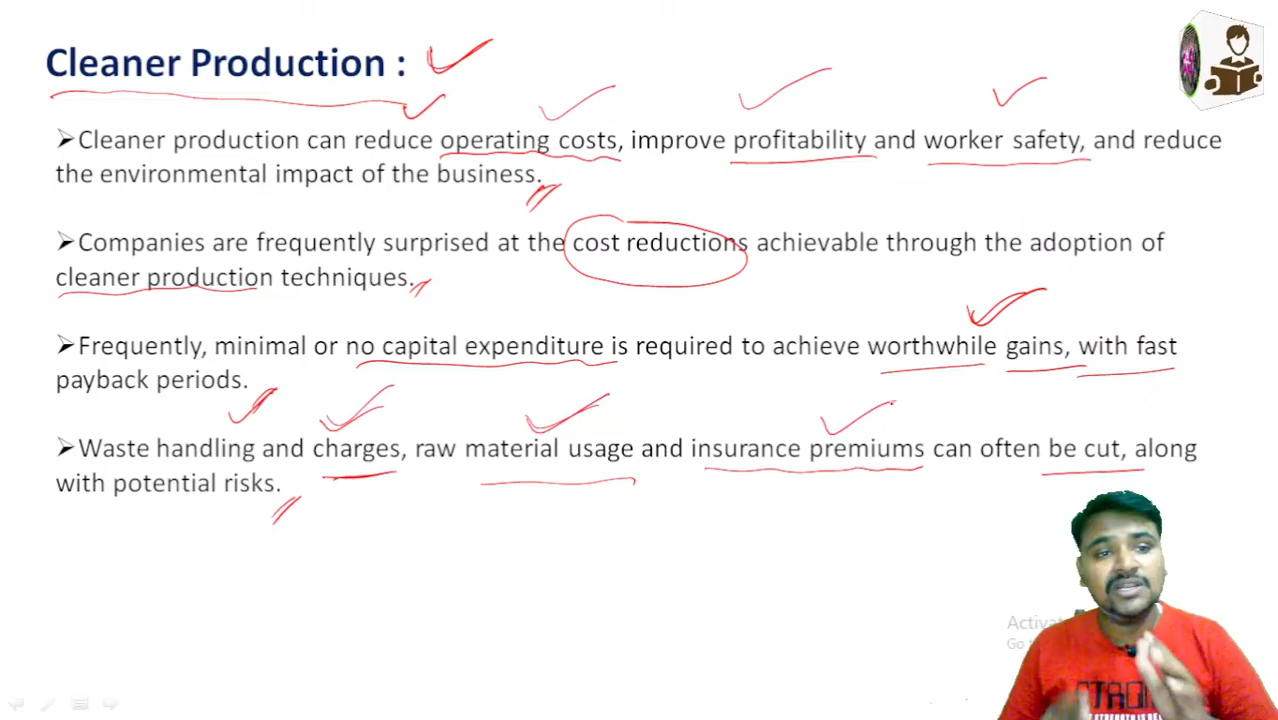 Cleaner Production :
➢Cleaner production can reduce operating costs, improve profitability and worker safety, and reduce
the environmental impact of the business.
➢Companies are frequently surprised at the cost reductions achievable through the adoption of
cleaner production techniques.
➢Frequently, minimal or no capital expenditure is required to achieve worthwhile gains, with fast
payback periods.
➢Waste handling and charges, raw material usage and insurance premiums can often be cut, along
with potential risks.